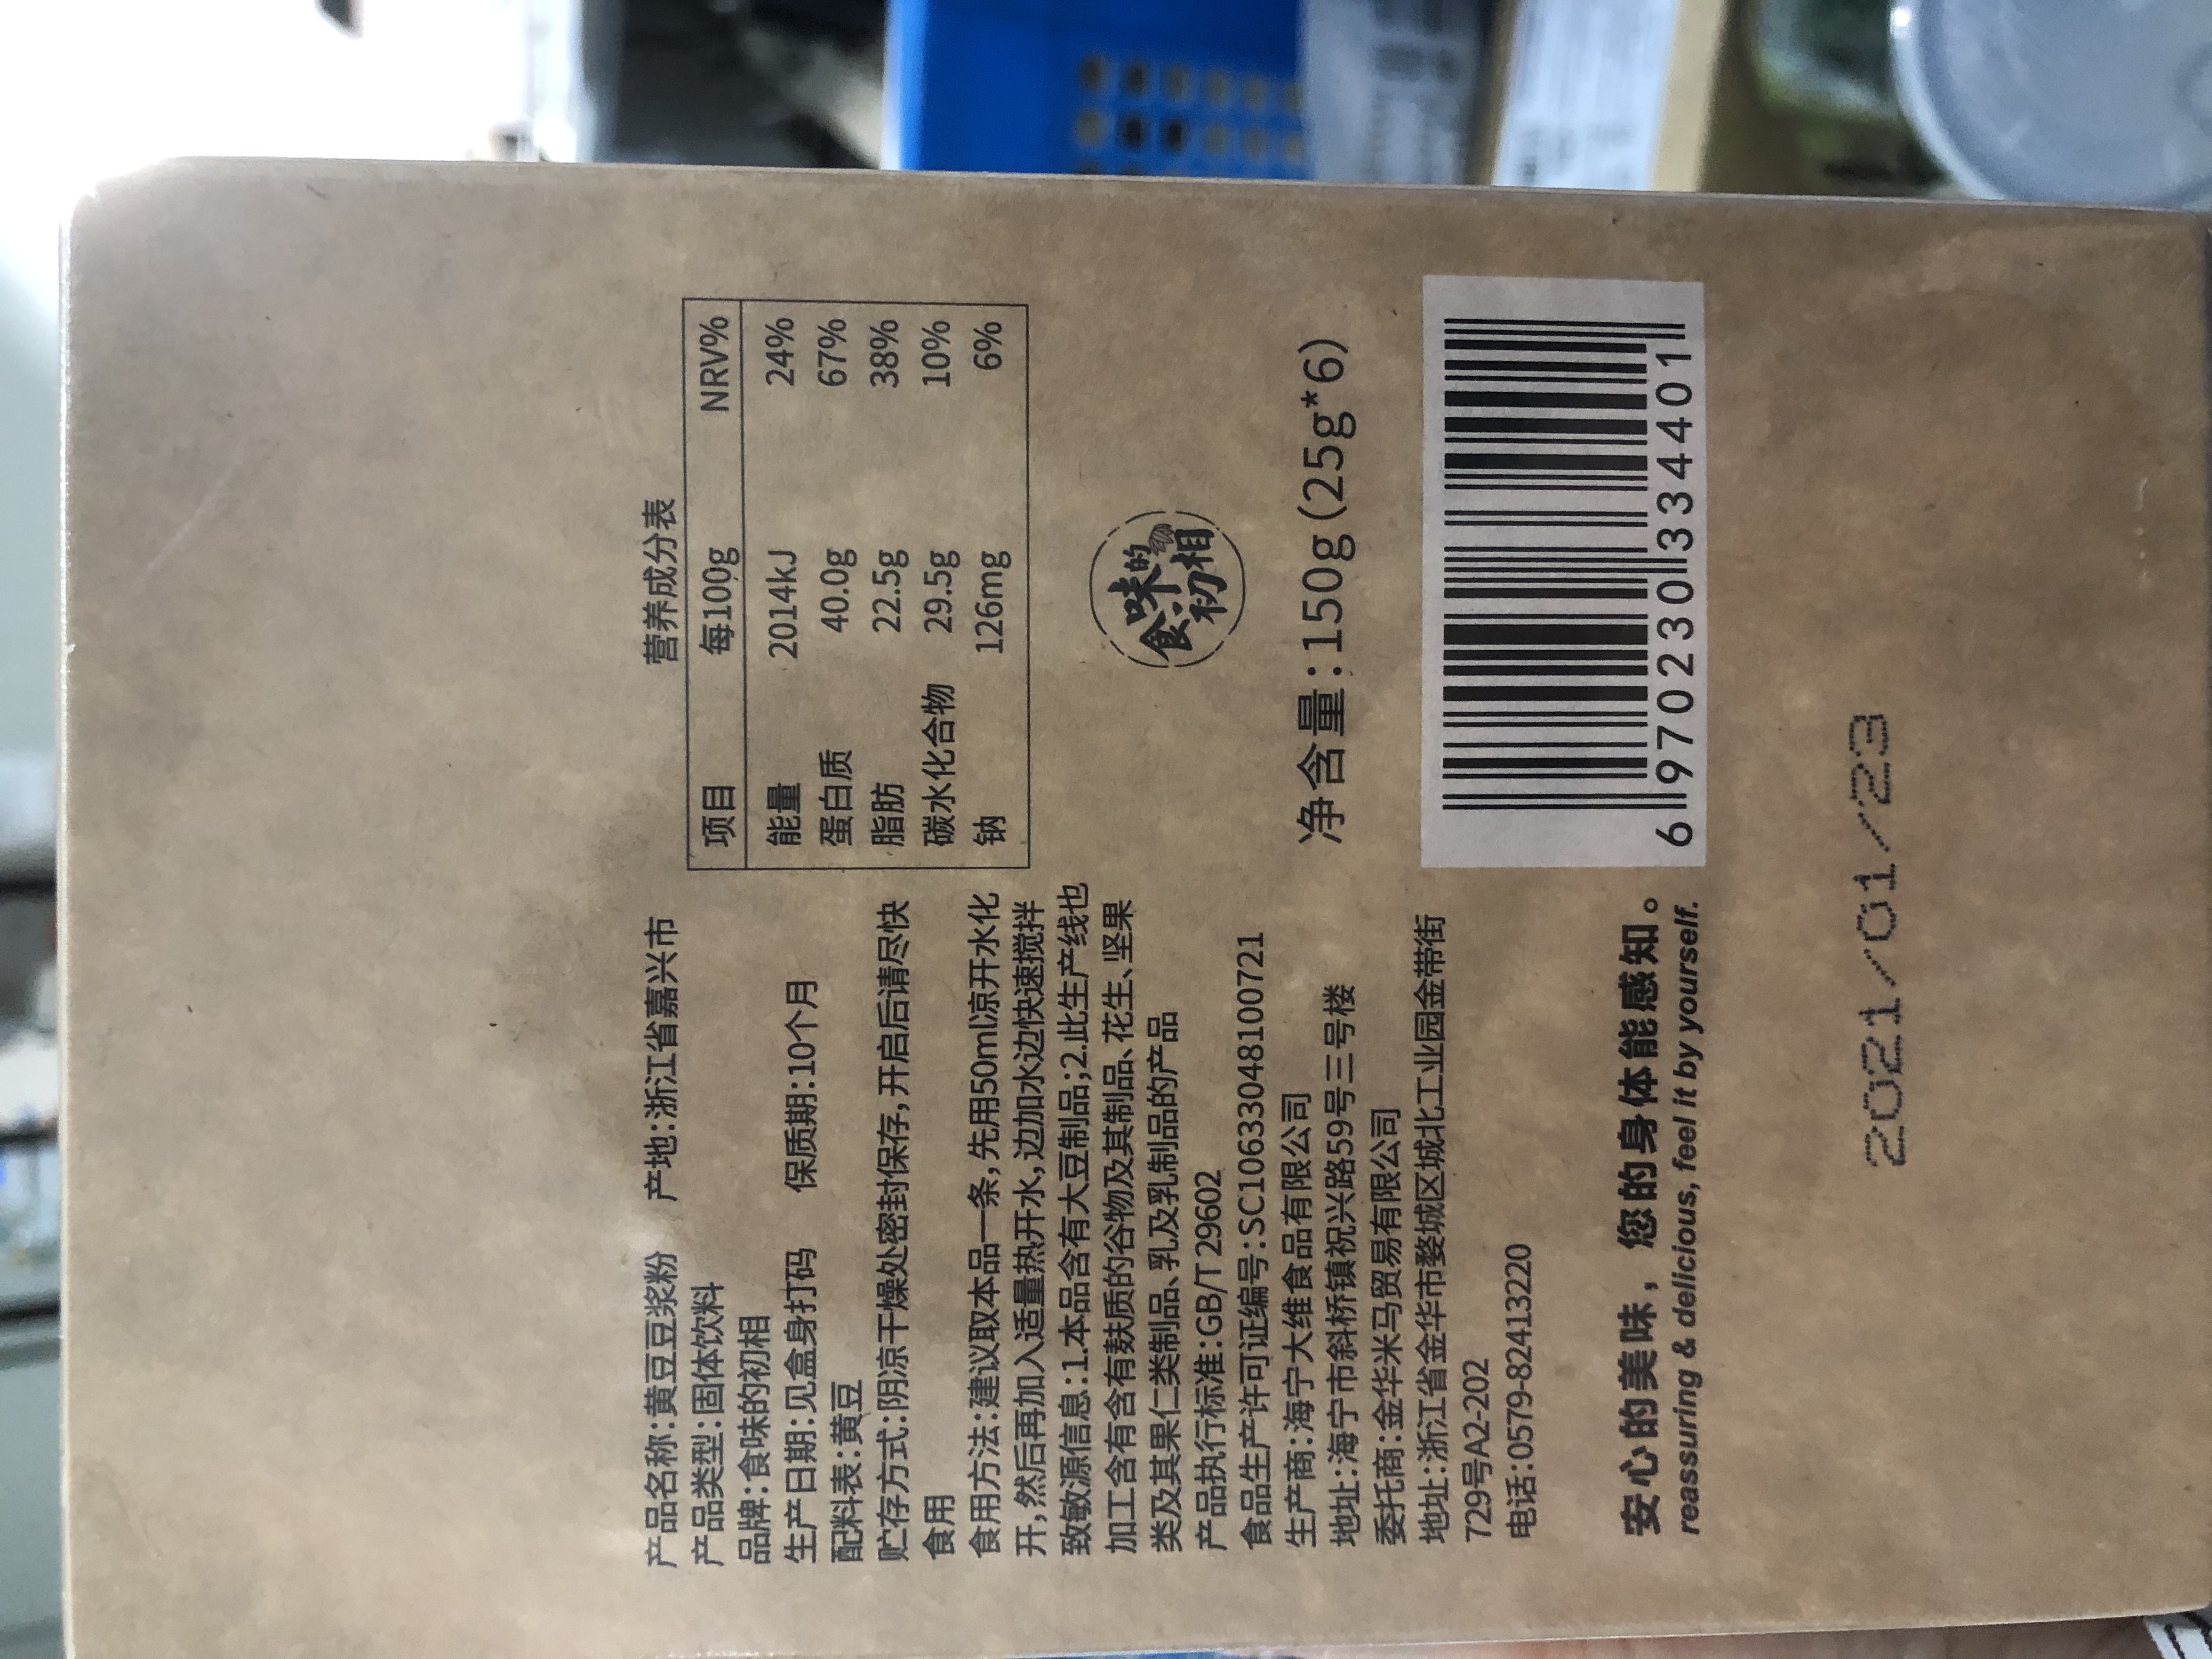 产品名称:黄豆豆浆粉 产地:浙江省嘉兴市
产品类型:固体饮料
品牌:食味的初相
生产日期:见盒身打码 保质期:10个月
配料表:黄豆
贮存方式:阴凉干燥处密封保存,开启后请尽快
食用
食用方法:建议取本品一条,先用50ml凉开水化
开,然后再加入适量热开水,边加水边快速搅拌
致敏源信息:1.本品含有大豆制品;2.此生产线也
加工含有含有麸质的谷物及其制品、花生、坚果
类及其果仁类制品、乳及乳制品的产品
产品执行标准:GB/T 29602
食品生产许可证编号:SC10633048100721
生产商:海宁大维食品有限公司
地址:海宁市斜桥镇祝兴路59号三号楼
委托商:金华米马贸易有限公司
地址:浙江省金华市婺城区城北工业园金带街
729号A2-202
电话:0579-82413220
安心的美味，您的身体能感知。
reassuring & delicious, feel it by yourself.
营养成分表
项目 每100g NRV%
能量 2014kJ 24%
蛋白质 40.0g 67%
脂肪 22.5g 38%
碳水化合物 29.5g 10%
钠 126mg 6%
食味的
初相
净含量:150g(25g*6)
6970230334401
2021/01/23